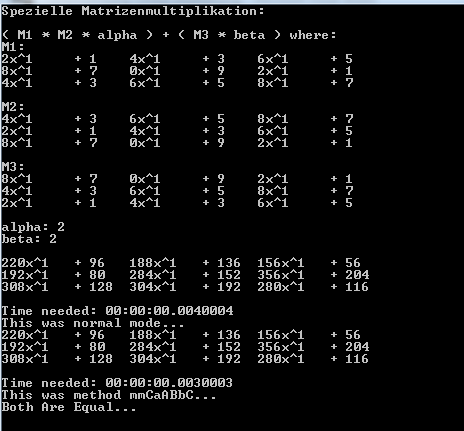 Spezielle Matrizenmultiplikation:
( M1 * M2 * alpha ) + ( M3 * beta ) where:
M1:
2x^1 + 1 4x^1 + 3 6x^1 + 5
8x^1 + 7 0x^1 + 9 2x^1 + 1
4x^1 + 3 6x^1 + 5 8x^1 + 7
M2:
4x^1 + 3 6x^1 + 5 8x^1 + 7
2x^1 + 1 4x^1 + 3 6x^1 + 5
8x^1 + 7 0x^1 + 9 2x^1 + 1
M3:
8x^1 + 7 0x^1 + 9 2x^1 + 1
4x^1 + 3 6x^1 + 5 8x^1 + 7
2x^1 + 1 4x^1 + 3 6x^1 + 5
alpha: 2
beta: 2
220x^1 + 96 188x^1 + 136 156x^1 + 56
192x^1 + 80 284x^1 + 152 356x^1 + 204
308x^1 + 128 304x^1 + 192 280x^1 + 116
Time needed: 00:00:00.0040004
This was normal mode...
220x^1 + 96 188x^1 + 136 156x^1 + 56
192x^1 + 80 284x^1 + 152 356x^1 + 204
308x^1 + 128 304x^1 + 192 280x^1 + 116
Time needed: 00:00:00.0030003
This was method mmCaABbC...
Both Are Equal...